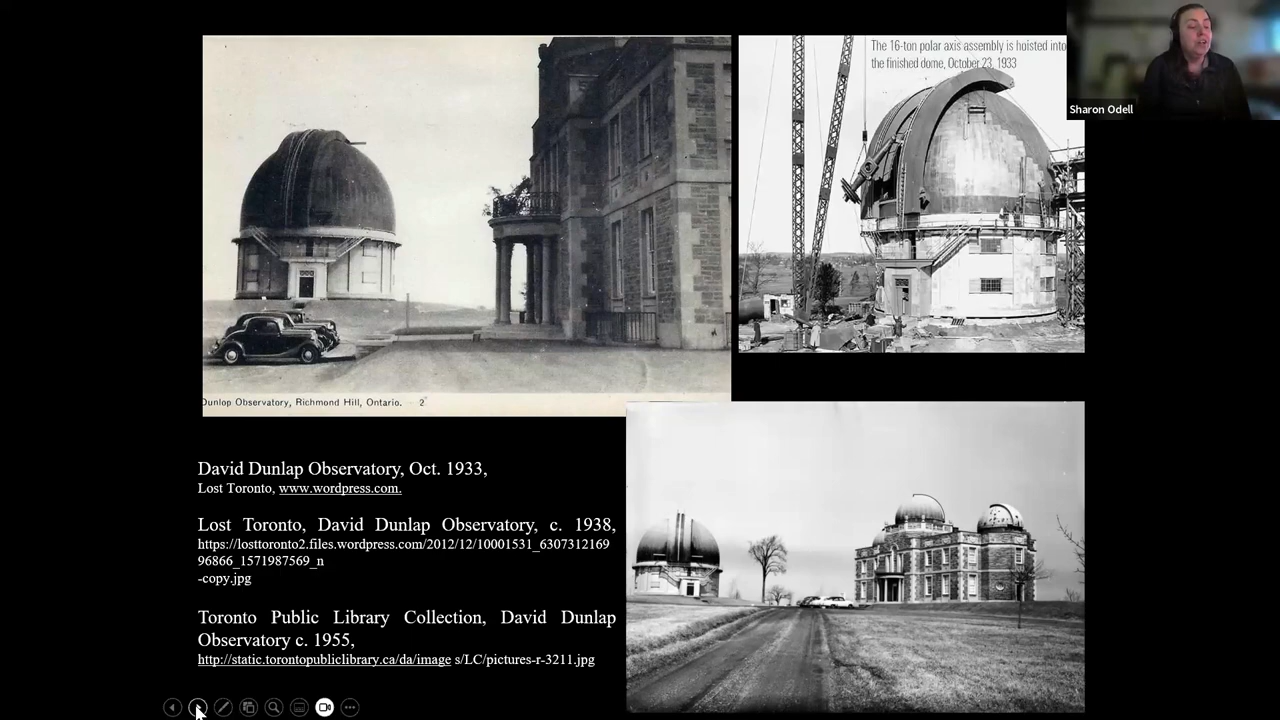 The 16-ton polar axis assembly is hoisted into
the finished dome, October 23, 1933
Sharon Odell
Dunlop Observatory, Richmond Hill, Ontario. 2
David Dunlap Observatory, Oct. 1933,
Lost Toronto, www.wordpress.com.
Lost Toronto, David Dunlap Observatory, c. 1938,
https://losttoronto2.files.wordpress.com/2012/12/10001531_6307312169
96866_1571987569_n
-copy.jpg
Toronto Public Library Collection, David Dunlap
Observatory c. 1955,
http://static.torontopubliclibrary.ca/da/image s/LC/pictures-r-3211.jpg